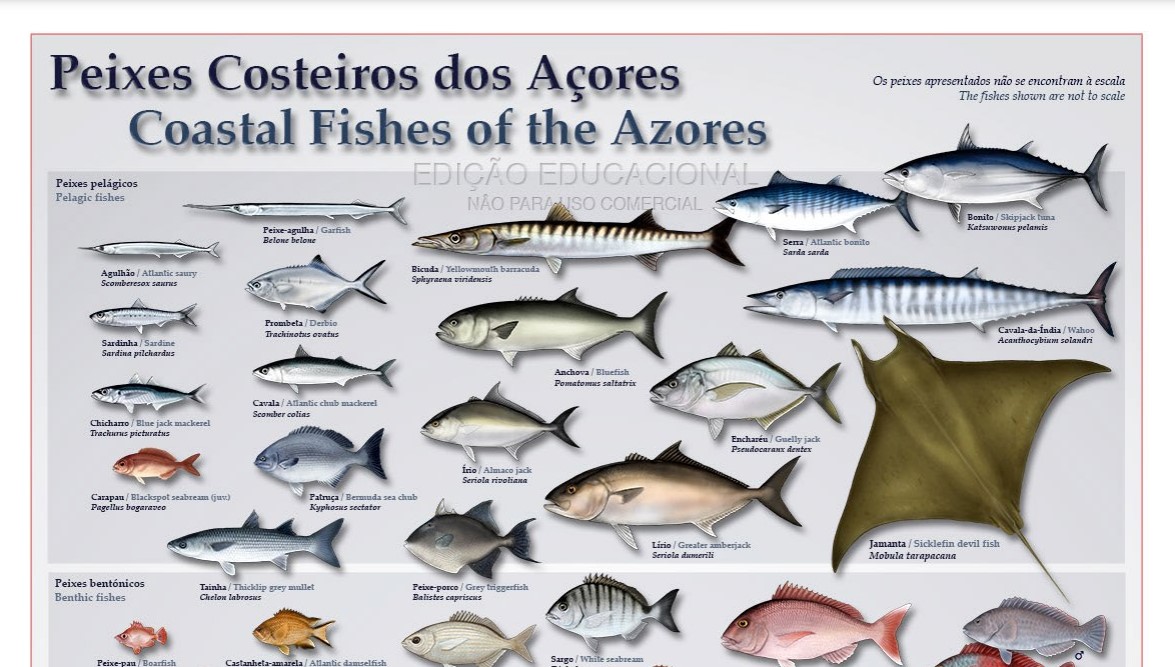 Peixes Costeiros dos Açores
Coastal Fishes of the Azores
Os peixes apresentados não se encontram à escala
The fishes shown are not to scale
EDIÇÃO EDUCACIONAL
NÃO PARA USO COMERCIAL
Peixes pelágicos
Pelagic fishes
Peixe-agulha / Garfish
Belone belone
Bonito / Skipjack tuna
Katsuwonus pelamis
Serra / Atlantic bonito
Sarda sarda
Agulhão / Atlantic saury
Scomberesox saurus
Bicuda / Yellowmouth barracuda
Sphyraena viridensis
Prombeta / Derbio
Trachinotus ovatus
Cavala-da-Índia / Wahoo
Acanthocybium solandri
Sardinha / Sardine
Sardina pilchardus
Anchova / Bluefish
Pomatomus saltatrix
Cavala / Atlantic chub mackerel
Scomber colias
Chicharro / Blue jack mackerel
Trachurus picturatus
Encharéu / Guelly jack
Pseudocaranx dentex
Írio / Almaco jack
Seriola rivoliana
Carapau / Blackspot seabream (juv.)
Pagellus bogaraveo
Patruça / Bermuda sea chub
Kyphosus sectator
Lírio / Greater amberjack
Seriola dumerili
Jamanta / Sicklefin devil fish
Mobula tarapacana
Tainha / Thicklip grey mullet
Chelon labrosus
Peixe-porco / Grey triggerfish
Balistes capriscus
Peixes bentónicos
Benthic fishes
Peixe-pau / Boarfish
Castanheta-amarela / Atlantic damselfish
Sargo / White seabream
♂